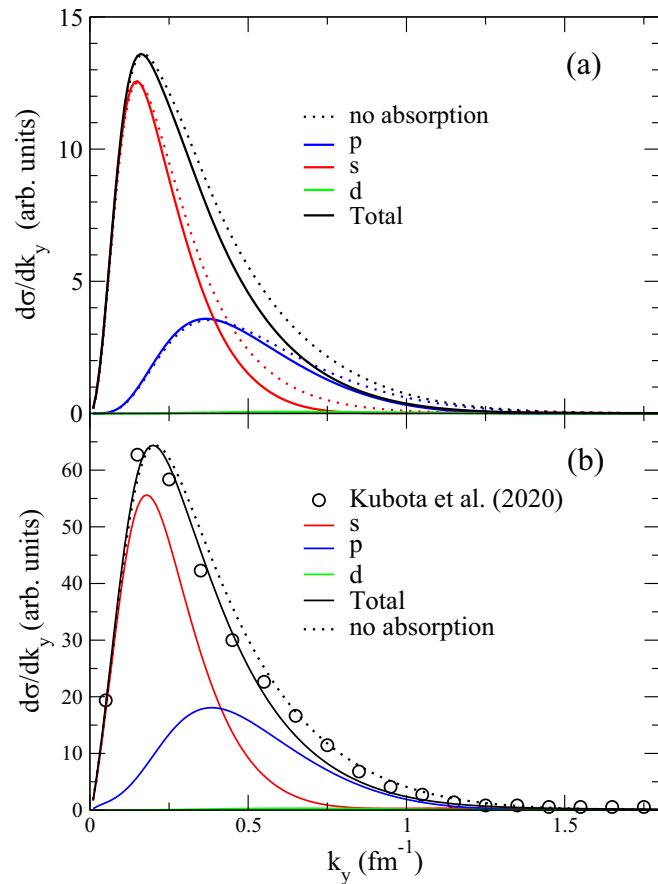 15
(a)
no absorption
p
s
d
Total
10
5
0
dσ/dk_y (arb. units)
(b)
60
Kubota et al. (2020)
s
p
d
Total
no absorption
50
40
30
20
10
0
dσ/dk_y (arb. units)
0
0.5
1
1.5
k_y (fm⁻¹)